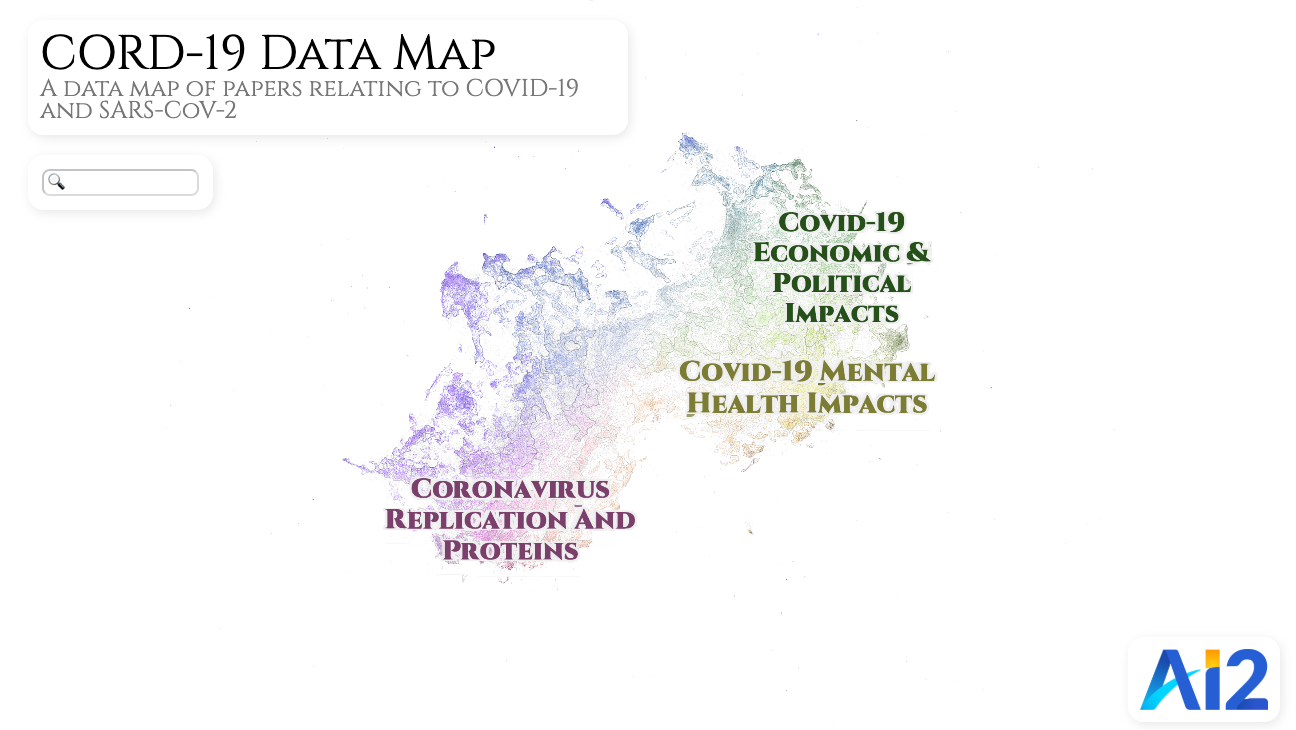 CORD-19 Data Map
A data map of papers relating to COVID-19
and SARS-CoV-2
Covid-19
Economic &
Political
Impacts
Covid-19 Mental
Health Impacts
Coronavirus
Replication And
Proteins
Ai2